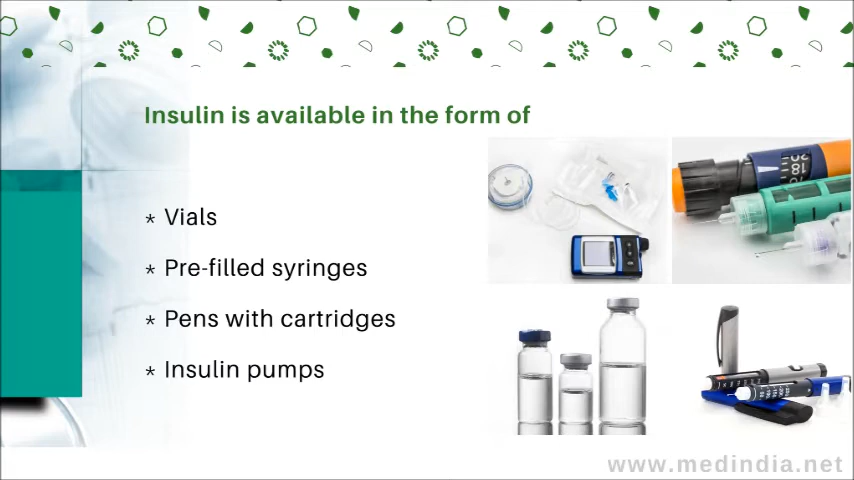 Insulin is available in the form of
* Vials
* Pre-filled syringes
* Pens with cartridges
* Insulin pumps
www.medindia.net